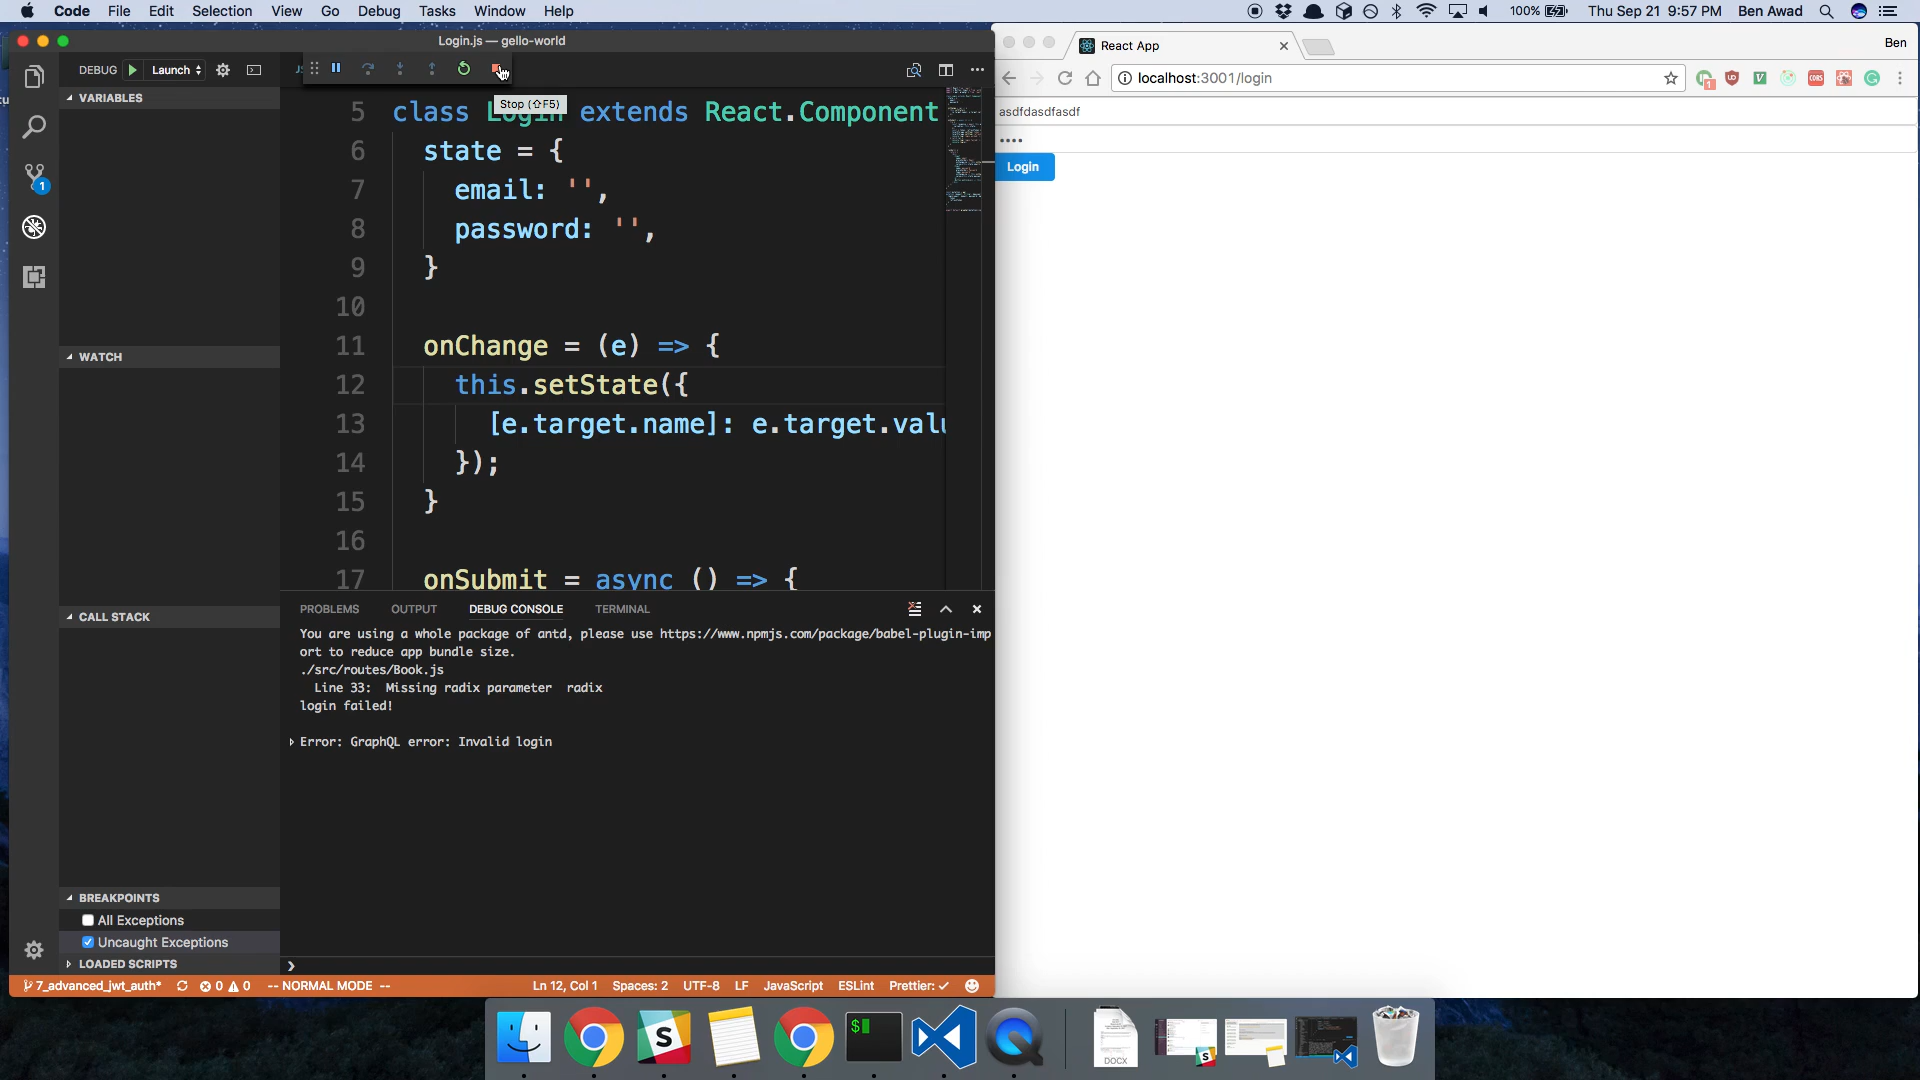 Code File Edit Selection View Go Debug Tasks Window Help
100% Thu Sep 21 9:57 PM Ben Awad
Login.js — gello-world
DEBUG Launch
VARIABLES
WATCH
CALL STACK
BREAKPOINTS
All Exceptions
Uncaught Exceptions
LOADED SCRIPTS
1
Stop (⇧F5)
5 class Login extends React.Component
6 state = {
7 email: '',
8 password: '',
9 }
10
11 onChange = (e) => {
12 this.setState({
13 [e.target.name]: e.target.valu
14 });
15 }
16
17 onSubmit = async () => {
PROBLEMS OUTPUT DEBUG CONSOLE TERMINAL
You are using a whole package of antd, please use https://www.npmjs.com/package/babel-plugin-imp
ort to reduce app bundle size.
./src/routes/Book.js
Line 33: Missing radix parameter radix
login failed!
Error: GraphQL error: Invalid login
7_advanced_jwt_auth* 0 0 -- NORMAL MODE -- Ln 12, Col 1 Spaces: 2 UTF-8 LF JavaScript ESLint Prettier: ✓
React App
Ben
localhost:3001/login
asdfdasdfasdf
••••
Login
DOCX